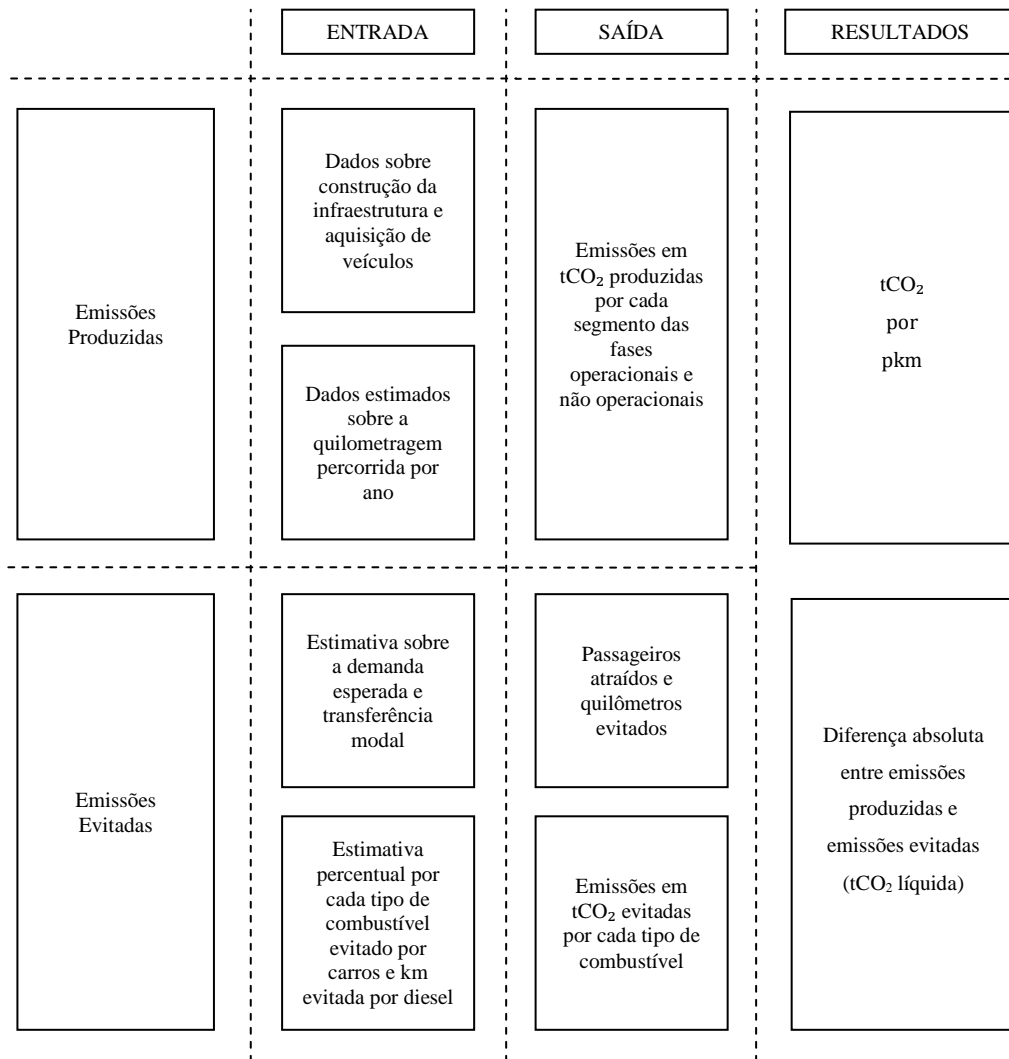 ENTRADA
SAÍDA
RESULTADOS
Emissões
Produzidas
Dados sobre
construção da
infraestrutura e
aquisição de
veículos
Dados estimados
sobre a
quilometragem
percorrida por
ano
Emissões em
tCO₂ produzidas
por cada
segmento das
fases
operacionais e
não operacionais
tCO₂
por
pkm
Emissões
Evitadas
Estimativa sobre
a demanda
esperada e
transferência
modal
Estimativa
percentual por
cada tipo de
combustível
evitado por
carros e km
evitada por diesel
Passageiros
atraídos e
quilômetros
evitados
Emissões em
tCO₂ evitadas
por cada tipo de
combustível
Diferença absoluta
entre emissões
produzidas e
emissões evitadas
(tCO₂ líquida)